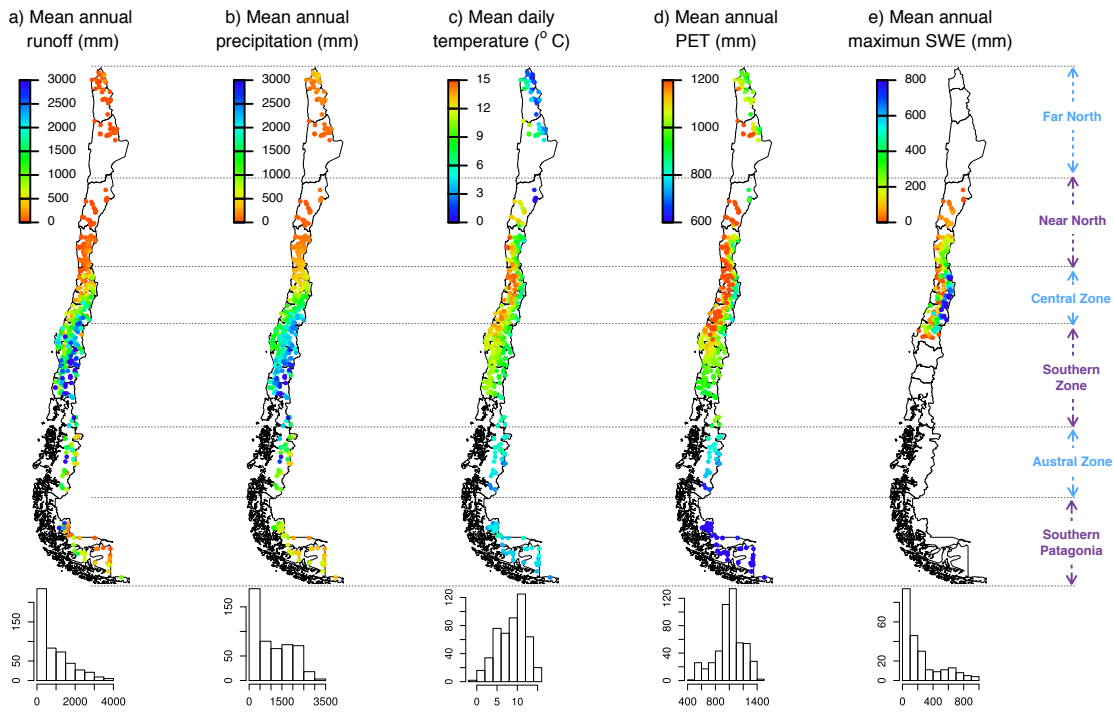 a) Mean annual
runoff (mm)
b) Mean annual
precipitation (mm)
c) Mean daily
temperature (° C)
d) Mean annual
PET (mm)
e) Mean annual
maximun SWE (mm)
3000
2500
2000
1500
1000
500
0
3000
2500
2000
1500
1000
500
0
15
12
9
6
3
0
1200
1000
800
600
800
600
400
200
0
Far North
Near North
Central Zone
Southern
Zone
Austral Zone
Southern
Patagonia
150
50
0
0 2000 4000
150
50
0
0 1500 3500
120
80
40
0
0 5 10
120
80
40
0
400 800 1400
60
20
0
0 400 800